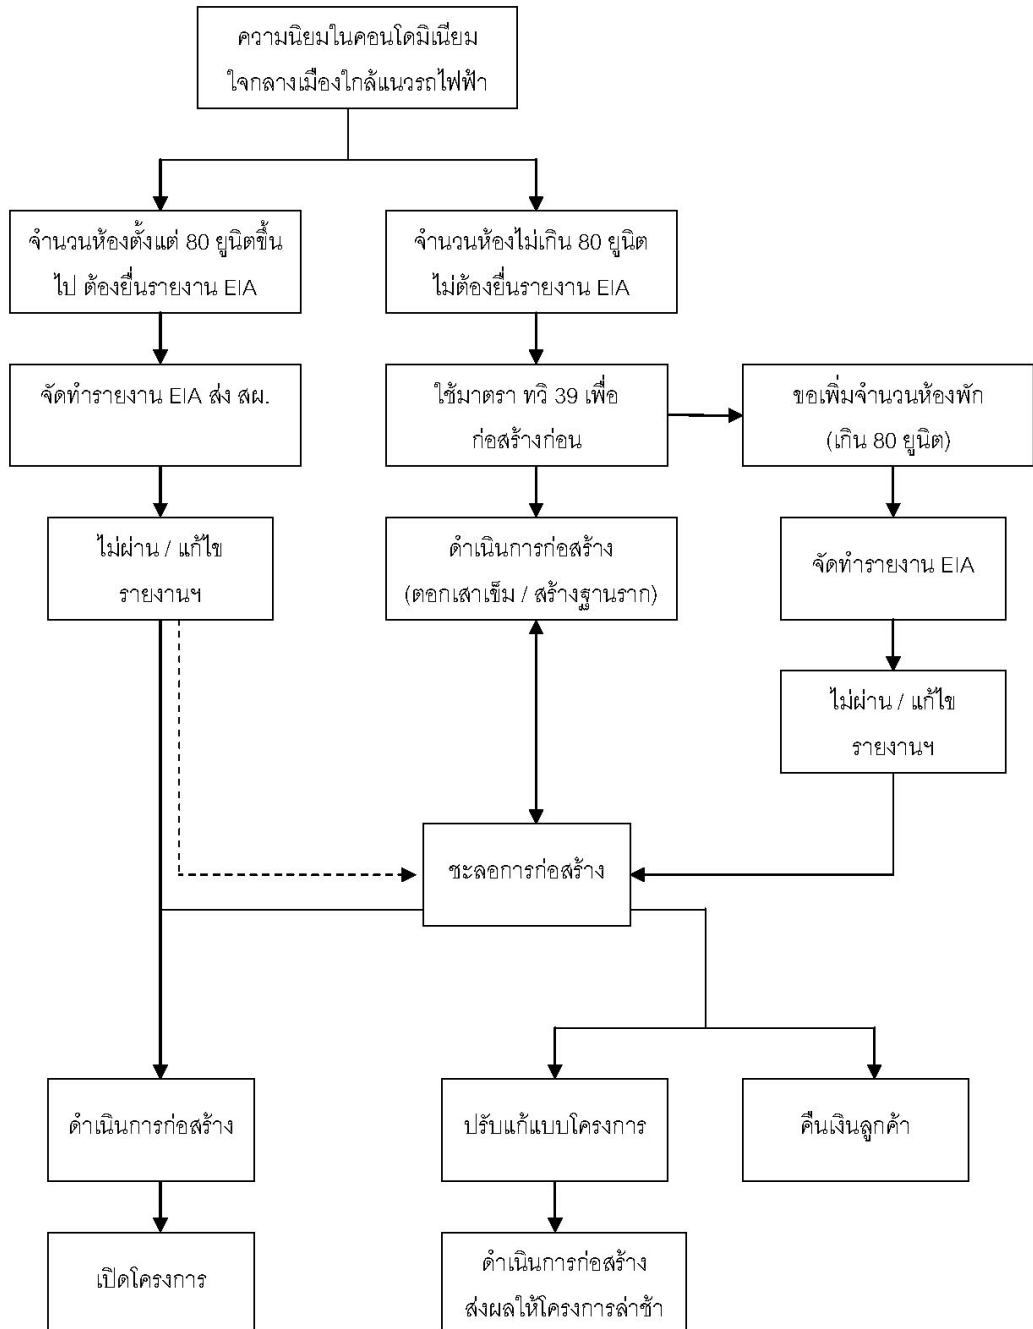 ความนิยมในคอนโดมิเนียม
ใจกลางเมืองใกล้แนวรถไฟฟ้า
จำนวนห้องตั้งแต่ 80 ยูนิตขึ้น
ไป ต้องยื่นรายงาน EIA
จำนวนห้องไม่เกิน 80 ยูนิต
ไม่ต้องยื่นรายงาน EIA
จัดทำรายงาน EIA ส่ง สผ.
ใช้มาตรา ทวิ 39 เพื่อ
ก่อสร้างก่อน
ขอเพิ่มจำนวนห้องพัก
(เกิน 80 ยูนิต)
ไม่ผ่าน / แก้ไข
รายงานฯ
ดำเนินการก่อสร้าง
(ตอกเสาเข็ม / สร้างฐานราก)
จัดทำรายงาน EIA
ไม่ผ่าน / แก้ไข
รายงานฯ
ชะลอการก่อสร้าง
ดำเนินการก่อสร้าง
ปรับแก้แบบโครงการ
คืนเงินลูกค้า
เปิดโครงการ
ดำเนินการก่อสร้าง
ส่งผลให้โครงการล่าช้า